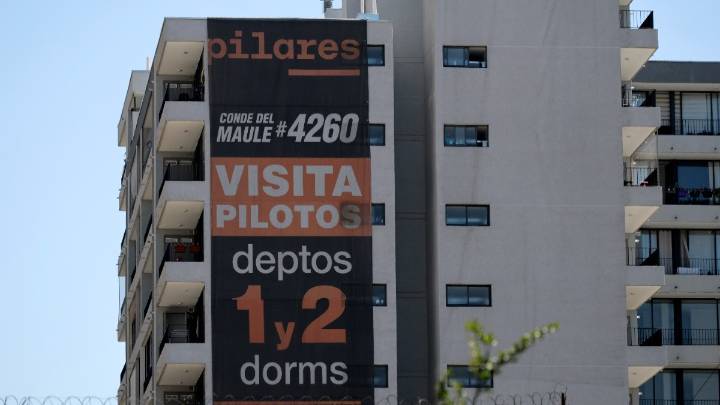 pilares
CONDE DEL
MAULE #4260
VISITA
PILOTOS
deptos
1 y 2
dorms